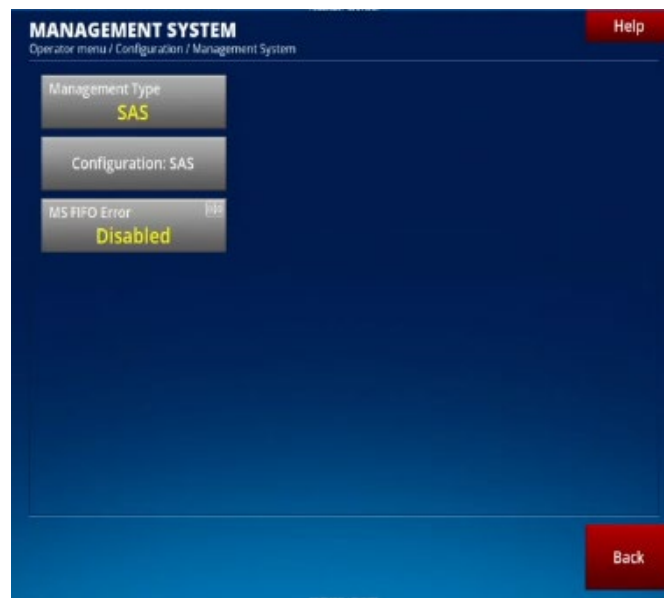 MANAGEMENT SYSTEM
Help
Operator menu / Configuration / Management System
Management Type
SAS
Configuration: SAS
MS FIFO Error
Disabled
Back